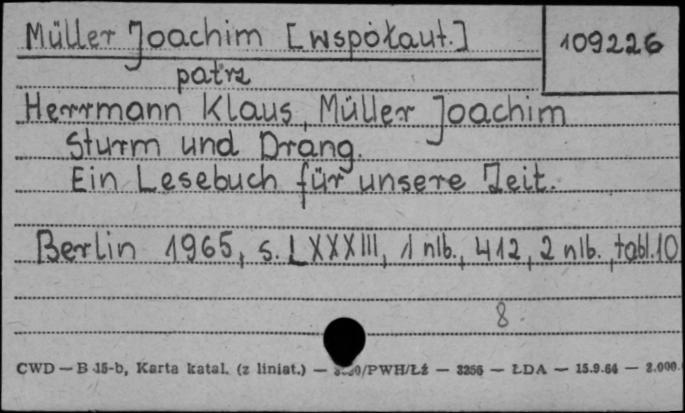 Müller Joachim [współaut.] 109226
patrz
Herrmann Klaus, Müller Joachim
Sturm und Drang.
Ein Lesebuch für unsere Zeit.
Berlin 1965, s. LXXXIII, 1 nlb., 412, 2 nlb., tabl. 10
8
CWD — B 15-b, Karta katal. (z liniat.) — /PWH/Łź — 3256 — ŁDA — 15.9.64 — 2.000